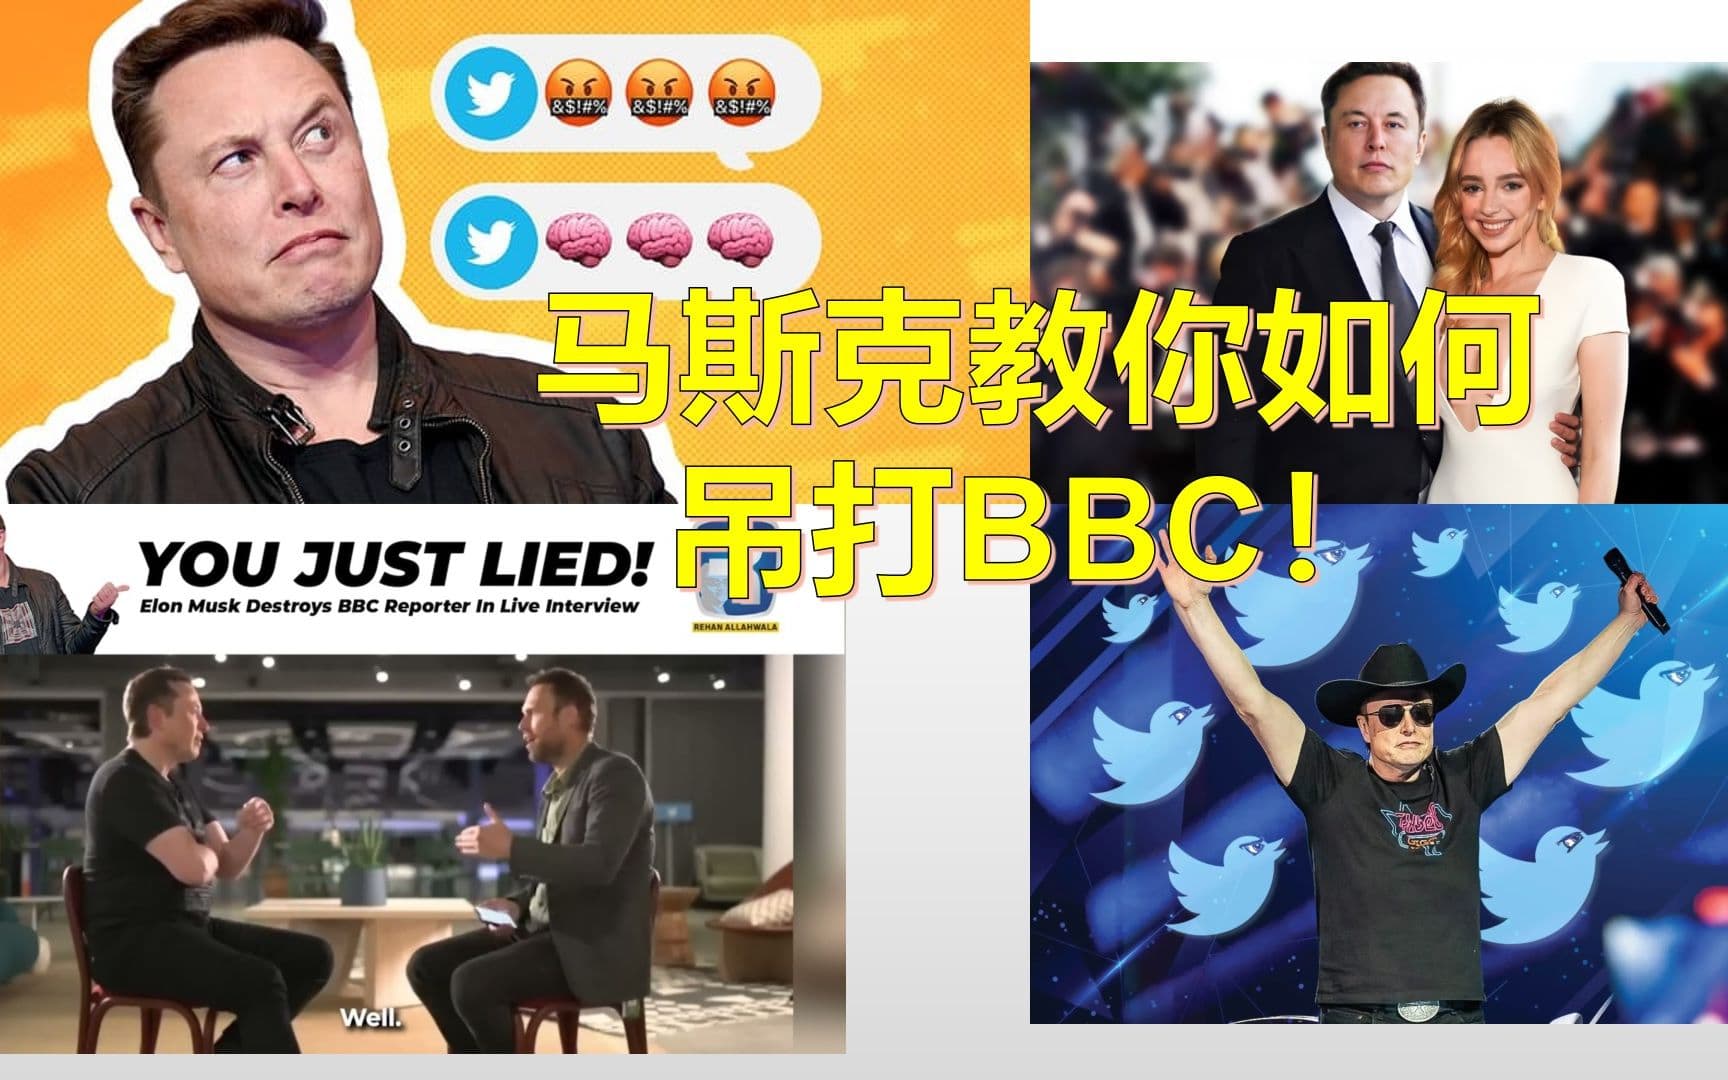 &$!#%
&$!#%
&$!#%
马斯克教你如何
吊打BBC!
YOU JUST LIED!
Elon Musk Destroys BBC Reporter In Live Interview
REHAN ALLAHWALA
Well.